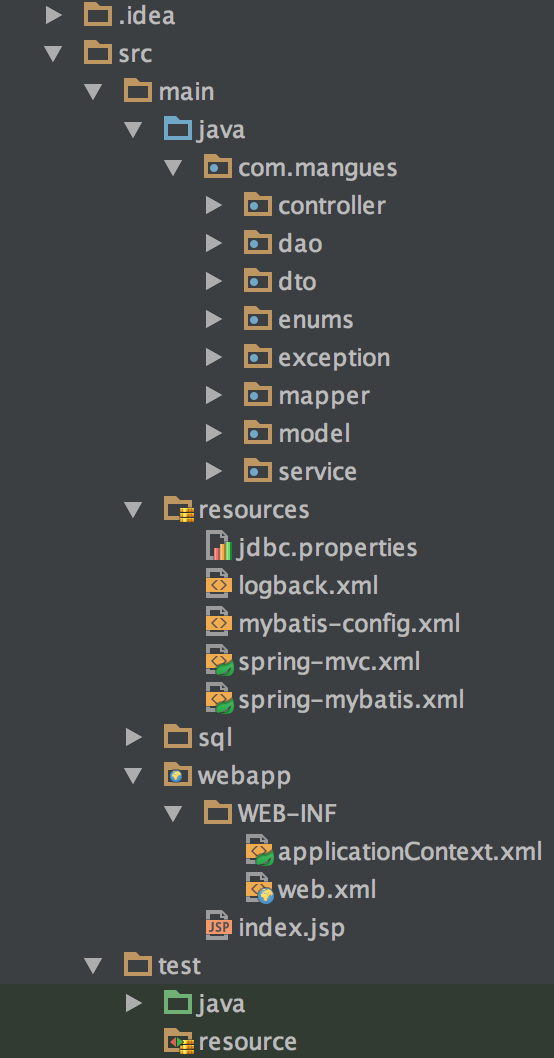 .idea
src
main
java
com.mangues
controller
dao
dto
enums
exception
mapper
model
service
resources
jdbc.properties
logback.xml
mybatis-config.xml
spring-mvc.xml
spring-mybatis.xml
sql
webapp
WEB-INF
applicationContext.xml
web.xml
JSP index.jsp
test
java
resource